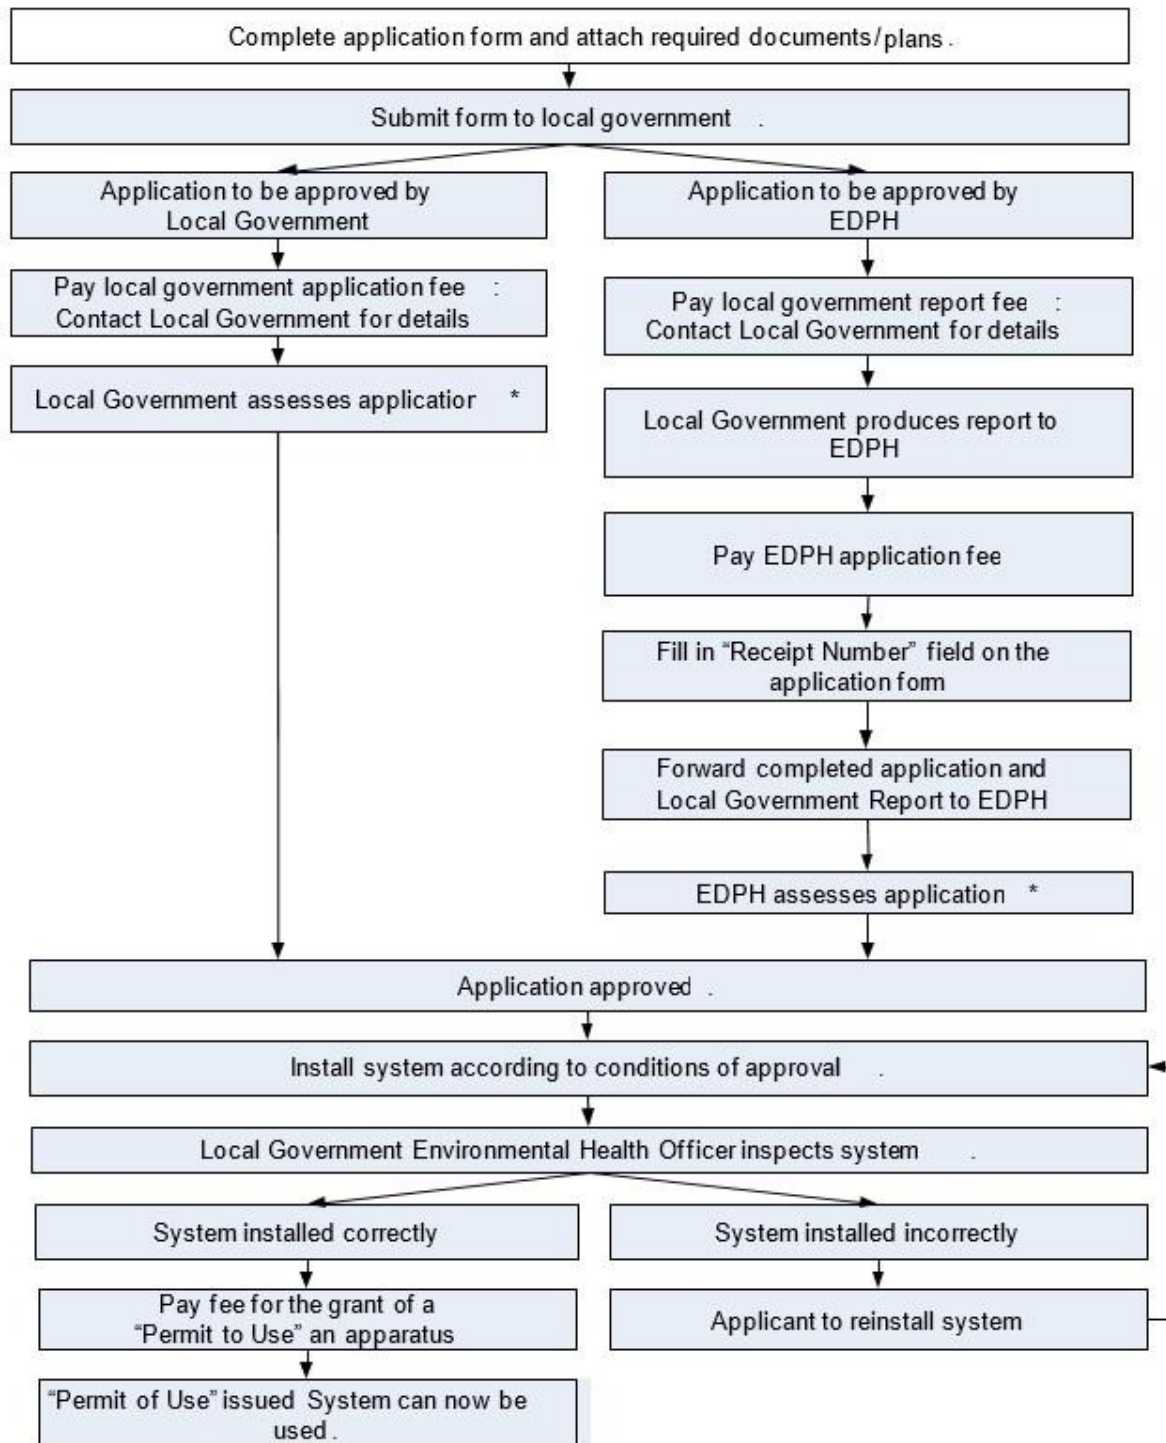 Complete application form and attach required documents/plans .
Submit form to local government .
Application to be approved by
Local Government
Application to be approved by
EDPH
Pay local government application fee :
Contact Local Government for details
Pay local government report fee :
Contact Local Government for details
Local Government assesses application *
Local Government produces report to
EDPH
Pay EDPH application fee
Fill in “Receipt Number” field on the
application form
Forward completed application and
Local Government Report to EDPH
EDPH assesses application *
Application approved .
Install system according to conditions of approval .
Local Government Environmental Health Officer inspects system .
System installed correctly
System installed incorrectly
Pay fee for the grant of a
“Permit to Use” an apparatus
Applicant to reinstall system
“Permit of Use” issued System can now be
used .